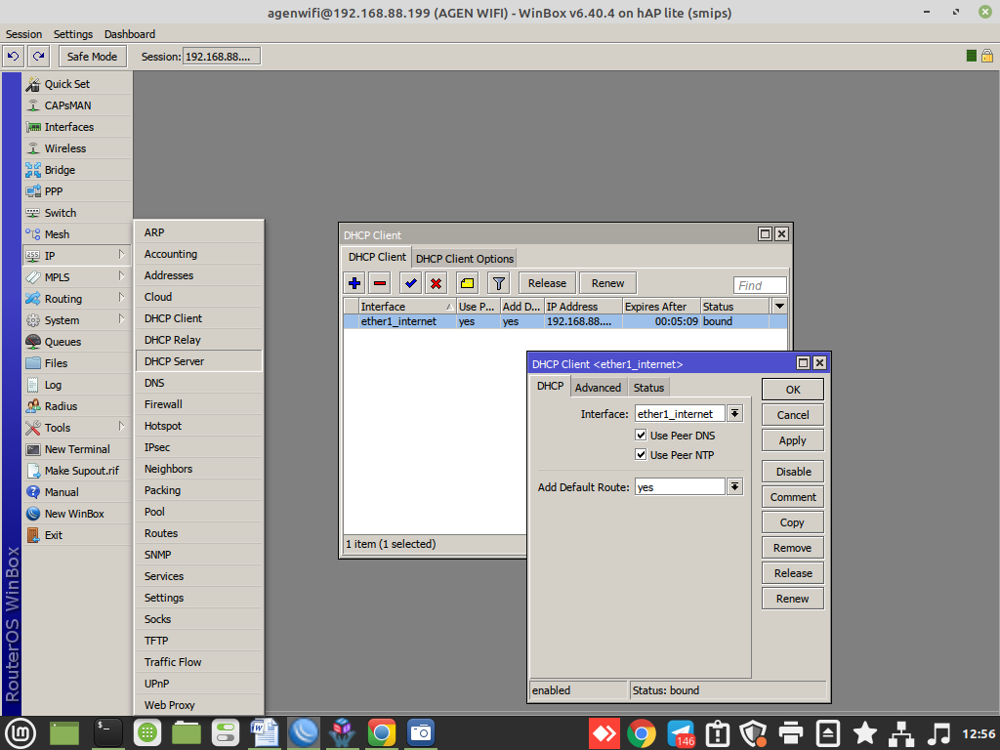 agenwifi@192.168.88.199 (AGEN WIFI) - WinBox v6.40.4 on hAP lite (smips)
Session Settings Dashboard
Safe Mode Session: 192.168.88....
Quick Set
CAPsMAN
Interfaces
Wireless
Bridge
PPP
Switch
Mesh
IP
MPLS
Routing
System
Queues
Files
Log
Radius
Tools
New Terminal
Make Supout.rif
Manual
New WinBox
Exit
RouterOS WinBox
ARP
Accounting
Addresses
Cloud
DHCP Client
DHCP Relay
DHCP Server
DNS
Firewall
Hotspot
IPsec
Neighbors
Packing
Pool
Routes
SNMP
Services
Settings
Socks
TFTP
Traffic Flow
UPnP
Web Proxy
DHCP Client
DHCP Client DHCP Client Options
Release Renew Find
Interface Use P... Add D... IP Address Expires After Status
ether1_internet yes yes 192.168.88.... 00:05:09 bound
1 item (1 selected)
DHCP Client <ether1_internet>
DHCP Advanced Status
Interface: ether1_internet
Use Peer DNS
Use Peer NTP
Add Default Route: yes
OK
Cancel
Apply
Disable
Comment
Copy
Remove
Release
Renew
enabled Status: bound
146
12:56